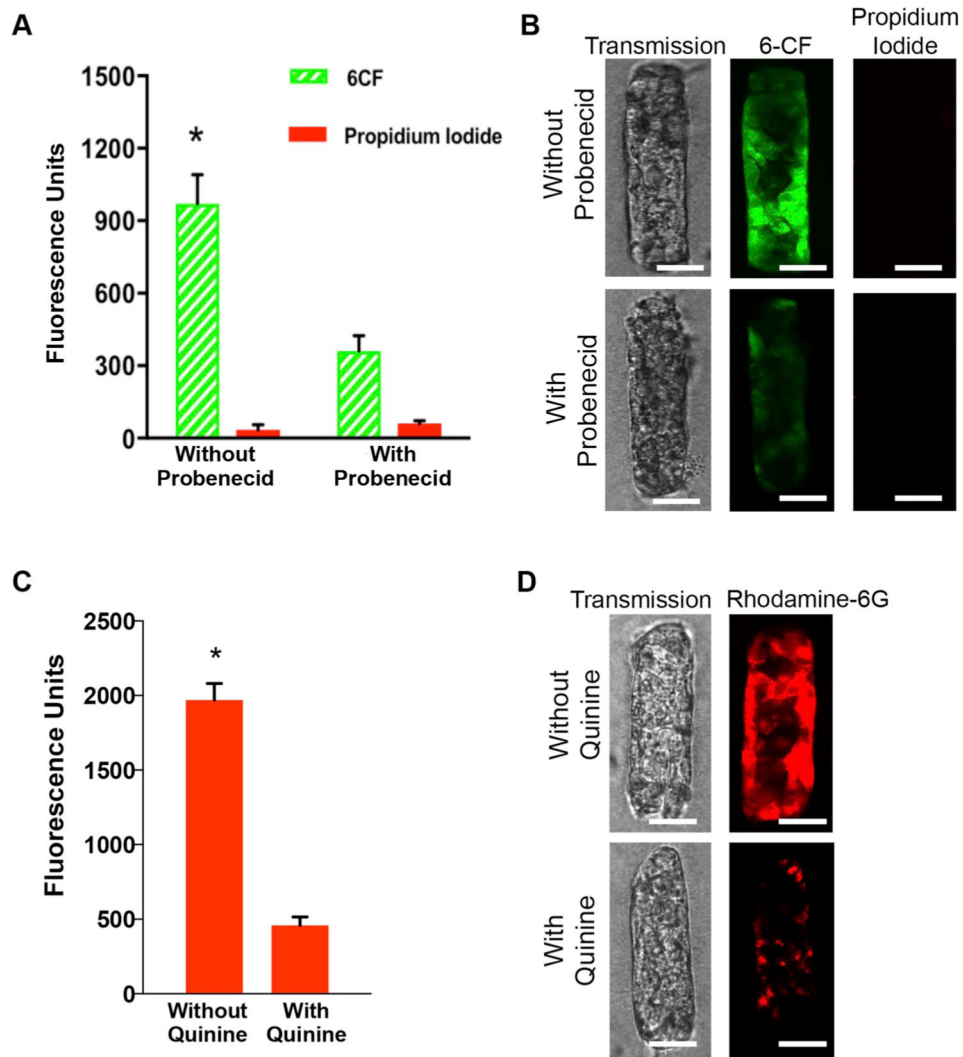 A
1500
1200
900
600
300
0
Fluorescence Units
6CF
Propidium Iodide
*
Without
Probenecid
With
Probenecid
B
Transmission
6-CF
Propidium
Iodide
Without
Probenecid
With
Probenecid
C
2500
2000
1500
1000
500
0
Fluorescence Units
*
Without
Quinine
With
Quinine
D
Transmission
Rhodamine-6G
Without
Quinine
With
Quinine